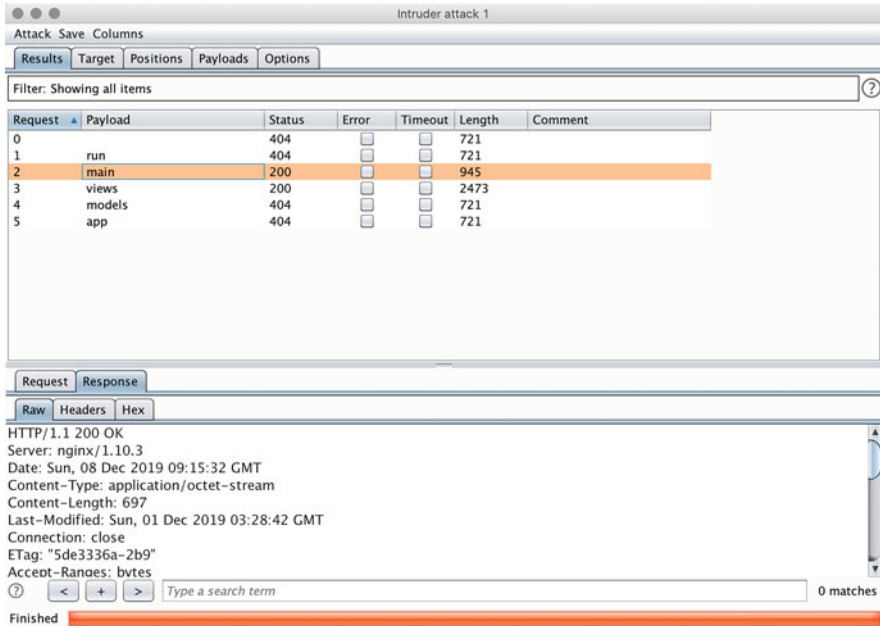 Intruder attack 1
Attack Save Columns
Results Target Positions Payloads Options
Filter: Showing all items ?
Request Payload Status Error Timeout Length Comment
0 404 721
1 run 404 721
2 main 200 945
3 views 200 2473
4 models 404 721
5 app 404 721
Request Response
Raw Headers Hex
HTTP/1.1 200 OK
Server: nginx/1.10.3
Date: Sun, 08 Dec 2019 09:15:32 GMT
Content-Type: application/octet-stream
Content-Length: 697
Last-Modified: Sun, 01 Dec 2019 03:28:42 GMT
Connection: close
ETag: "5de3336a-2b9"
Accept-Ranges: bytes
? < + > Type a search term 0 matches
Finished